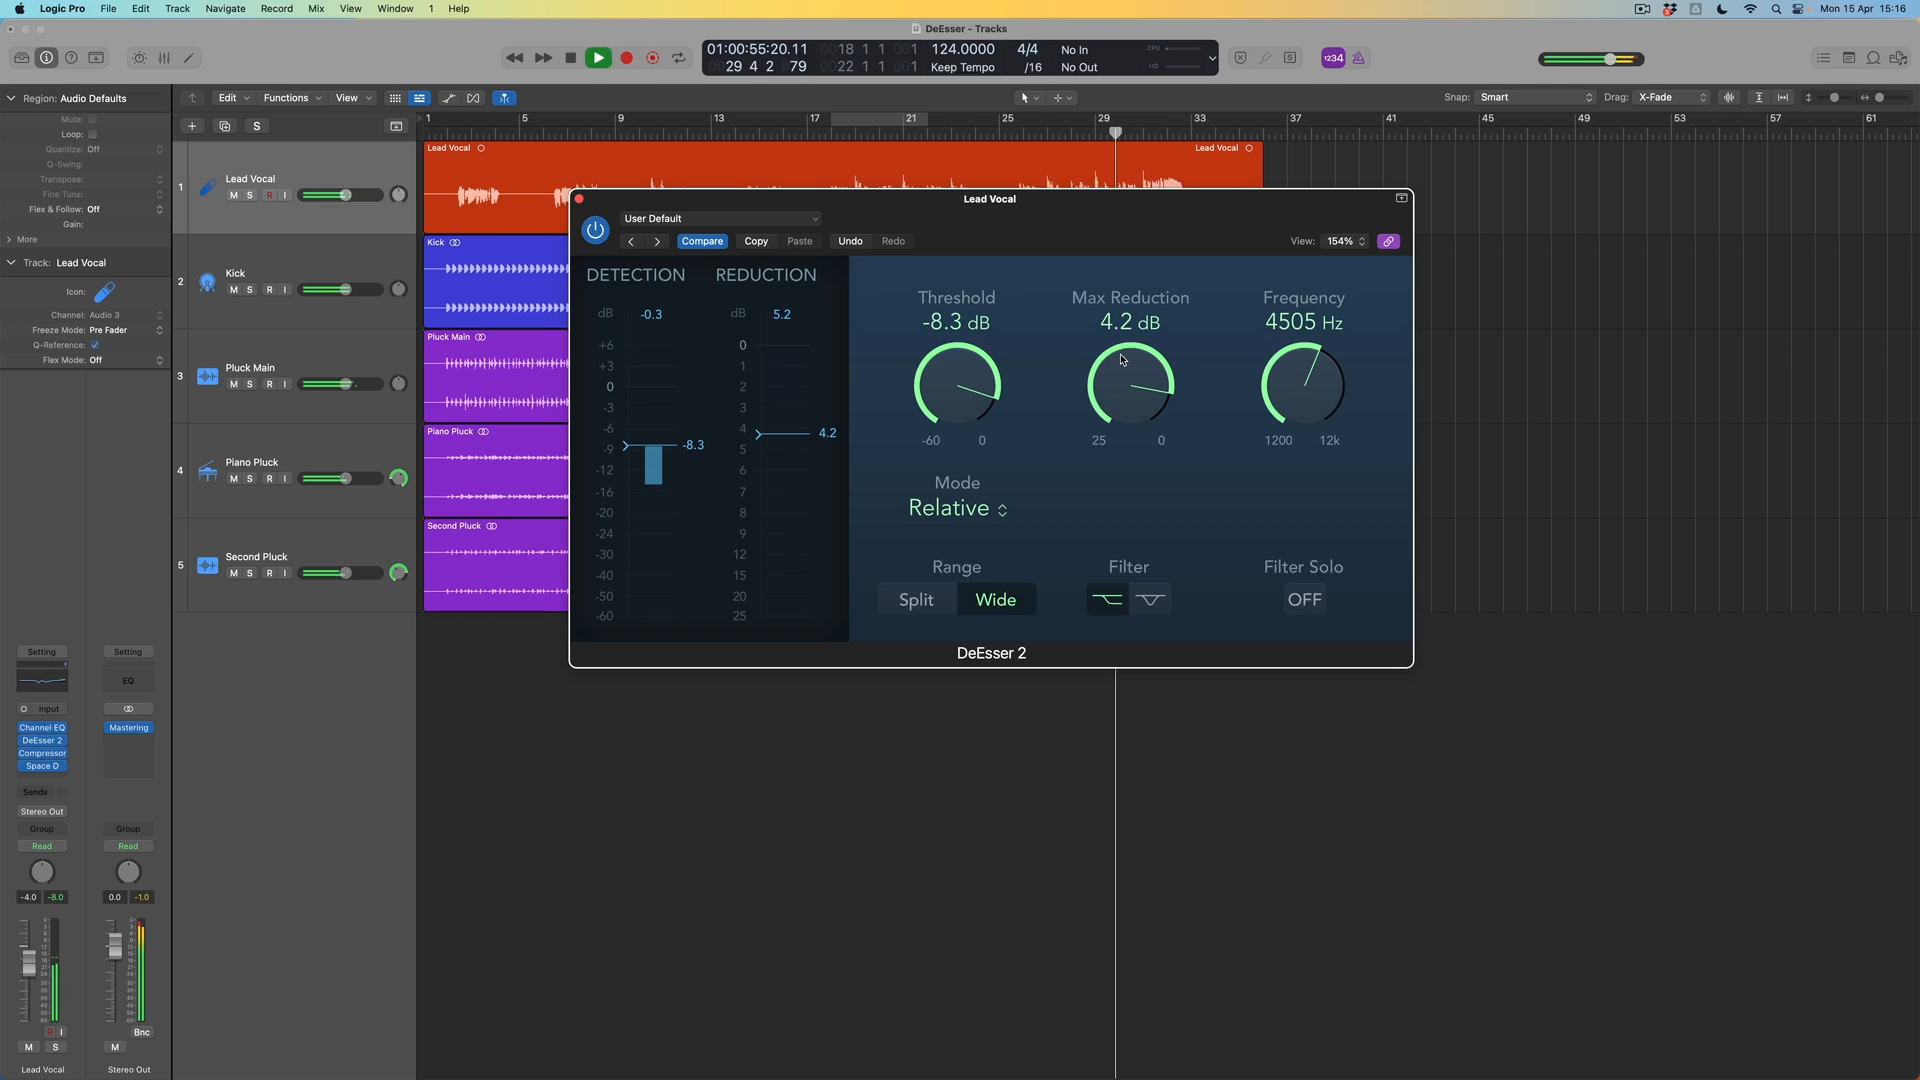 Logic Pro File Edit Track Navigate Record Mix View Window 1 Help
Mon 15 Apr 15:16
DeEsser - Tracks
01:00:55:20.11 0018 1 1 001 124.0000 4/4 No In CPU
29 4 2 79 0022 1 1 001 Keep Tempo /16 No Out HD
1234
Region: Audio Defaults
Edit Functions View
Snap: Smart Drag: X-Fade
Mute:
Loop:
Quantize: Off
Q-Swing:
Transpose:
Fine Tune:
Flex & Follow: Off
Gain:
More
Track: Lead Vocal
Icon:
Channel: Audio 3
Freeze Mode: Pre Fader
Q-Reference:
Flex Mode: Off
S
1 5 9 13 17 21 25 29 33 37 41 45 49 53 57 61
1 Lead Vocal
M S R I
2 Kick
M S R I
3 Pluck Main
M S R I
4 Piano Pluck
M S R I
5 Second Pluck
M S R I
Lead Vocal
Lead Vocal
Kick
Pluck Main
Piano Pluck
Second Pluck
Lead Vocal
User Default
Compare Copy Paste Undo Redo
View: 154%
DETECTION REDUCTION
dB -0.3 dB 5.2
+6
+3
0
-3
-6
-9
-12
-16
-20
-24
-30
-40
-50
-60
-8.3
0
1
2
3
4
5
6
7
8
9
12
15
20
25
4.2
Threshold Max Reduction Frequency
-8.3 dB 4.2 dB 4505 Hz
-60 0 25 0 1200 12k
Mode
Relative
Range Filter Filter Solo
Split Wide OFF
DeEsser 2
Setting Setting
EQ
Input
Channel EQ Mastering
DeEsser 2
Compressor
Space D
Sends
Stereo Out
Group Group
Read Read
-4.0 -8.0 0.0 -1.0
R I Bnc
M S M
Lead Vocal Stereo Out